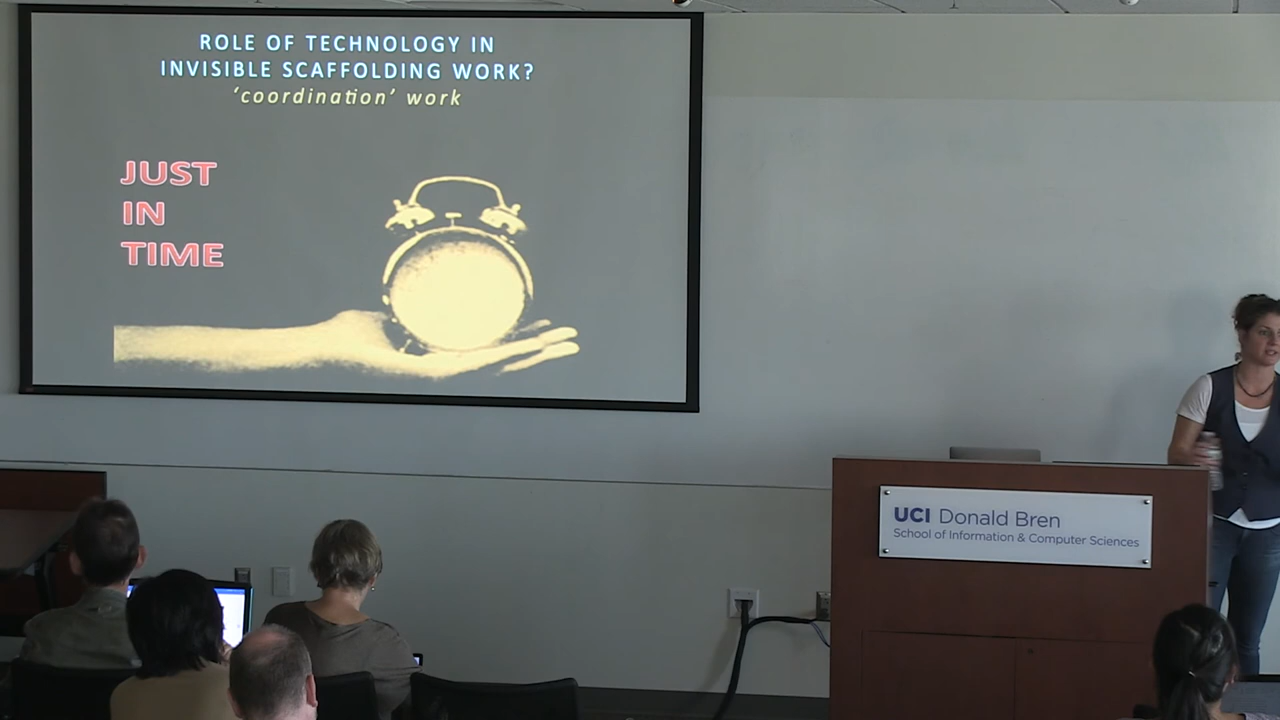 ROLE OF TECHNOLOGY IN
INVISIBLE SCAFFOLDING WORK?
‘coordination’ work
JUST
IN
TIME
UCI Donald Bren
School of Information & Computer Sciences